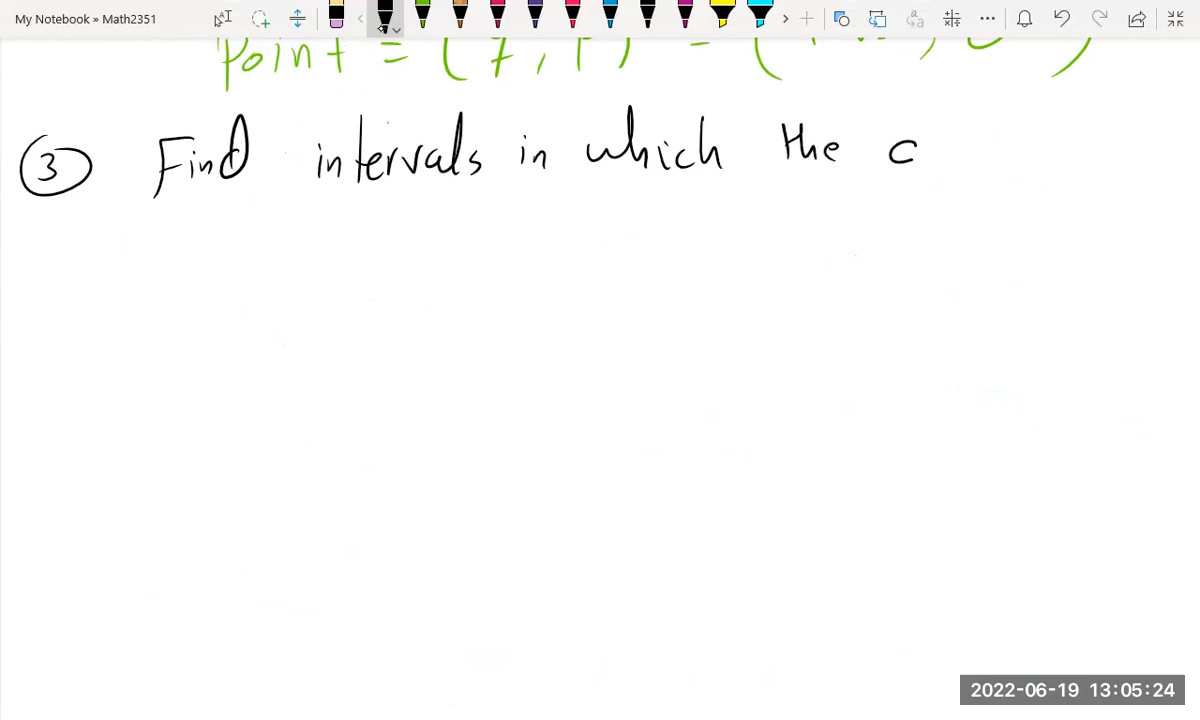 My Notebook » Math2351
Point = ( , ) = ( , )
③ Find intervals in which the c
2022-06-19 13:05:24